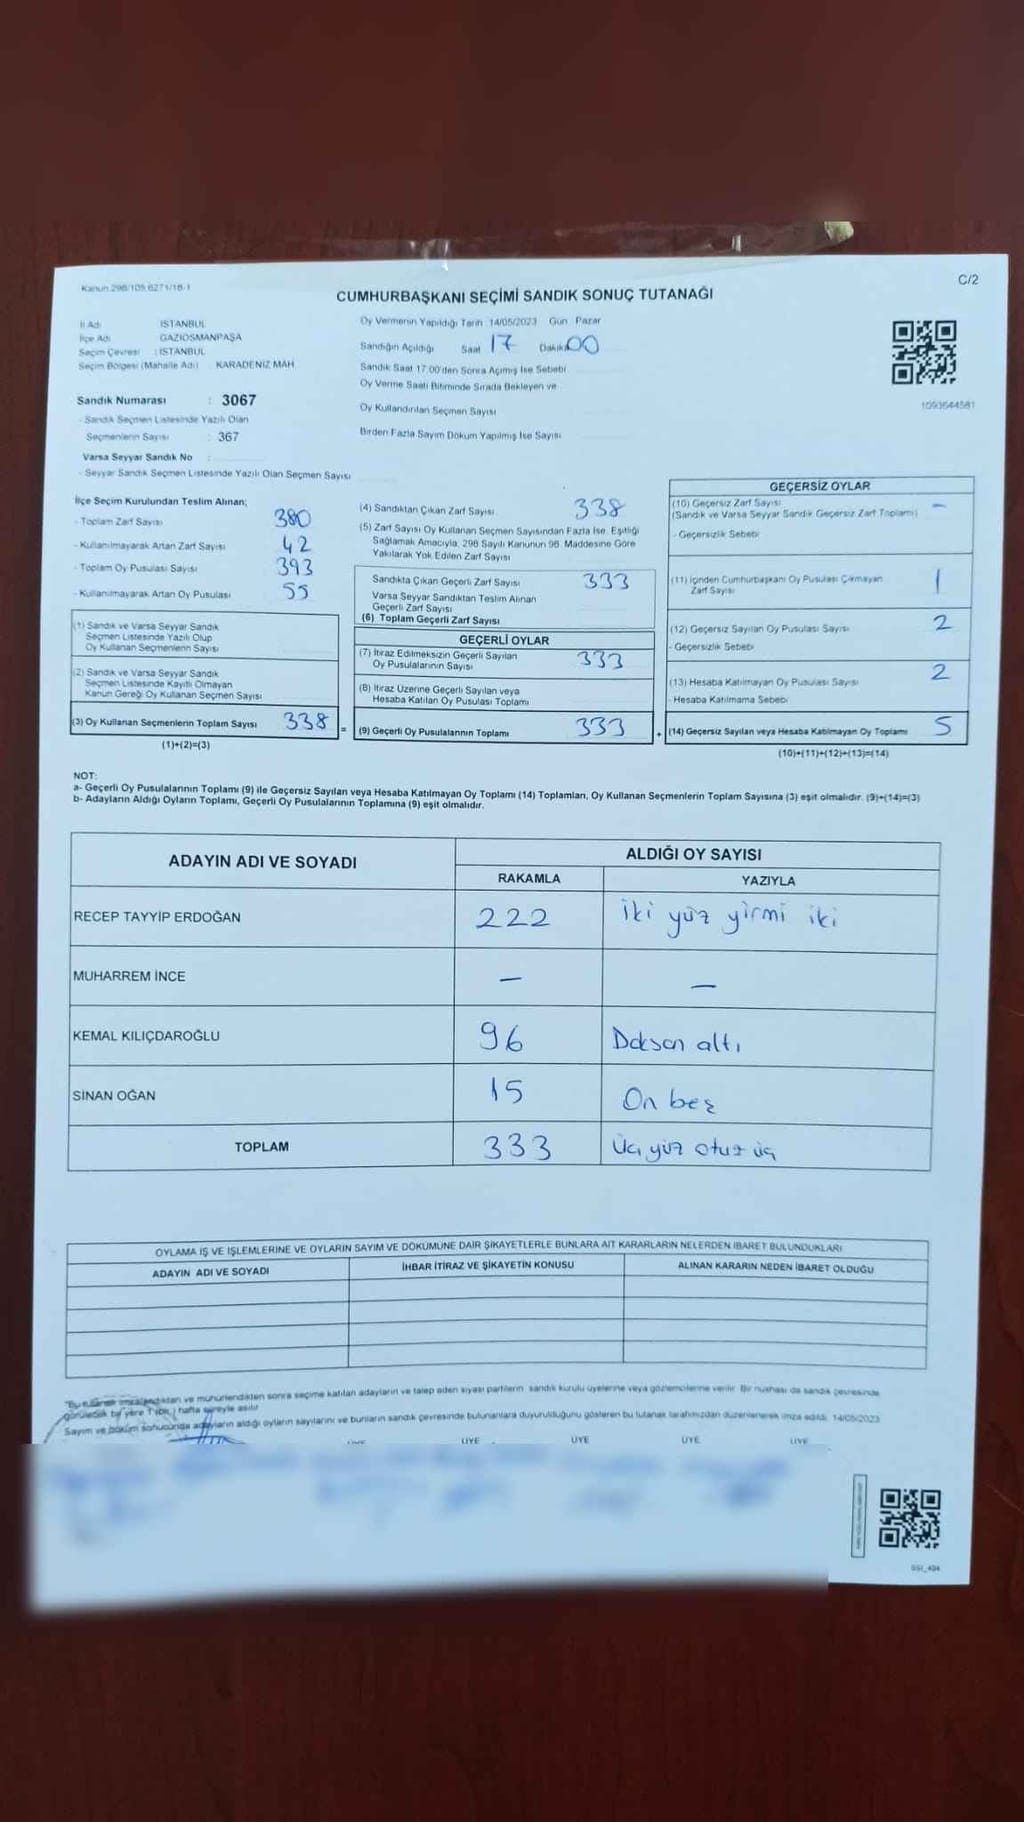 Kanun 298/105,6271/18-1
C/2
CUMHURBAŞKANI SEÇİMİ SANDIK SONUÇ TUTANAĞI
İl Adı İSTANBUL
İlçe Adı GAZİOSMANPAŞA
Seçim Çevresi : İSTANBUL
Seçim Bölgesi (Mahalle Adı) KARADENİZ MAH
Sandık Numarası : 3067
- Sandık Seçmen Listesinde Yazılı Olan
Seçmenlerin Sayısı : 367
Varsa Seyyar Sandık No :
- Seyyar Sandık Seçmen Listesinde Yazılı Olan Seçmen Sayısı
Oy Vermenin Yapıldığı Tarih 14/05/2023 Gün Pazar
Sandığın Açıldığı Saat 17 Dakika 00
Sandık Saat 17.00'den Sonra Açılmış İse Sebebi
Oy Verme Saati Bitiminde Sırada Bekleyen ve
Oy Kullandırılan Seçmen Sayısı
Birden Fazla Sayım Döküm Yapılmış İse Sayısı
1093644581
İlçe Seçim Kurulundan Teslim Alınan;
- Toplam Zarf Sayısı 380
- Kullanılmayarak Artan Zarf Sayısı 42
- Toplam Oy Pusulası Sayısı 393
- Kullanılmayarak Artan Oy Pusulası 55
(1) Sandık ve Varsa Seyyar Sandık
Seçmen Listesinde Yazılı Olup
Oy Kullanan Seçmenlerin Sayısı
(2) Sandık ve Varsa Seyyar Sandık
Seçmen Listesinde Kayıtlı Olmayan
Kanun Gereği Oy Kullanan Seçmen Sayısı
(3) Oy Kullanan Seçmenlerin Toplam Sayısı 338 =
(1)+(2)=(3)
(4) Sandıktan Çıkan Zarf Sayısı 338
(5) Zarf Sayısı Oy Kullanan Seçmen Sayısından Fazla İse, Eşitliği
Sağlamak Amacıyla, 298 Sayılı Kanunun 98. Maddesine Göre
Yakılarak Yok Edilen Zarf Sayısı
Sandıkta Çıkan Geçerli Zarf Sayısı 333
Varsa Seyyar Sandıktan Teslim Alınan
Geçerli Zarf Sayısı
(6) Toplam Geçerli Zarf Sayısı
GEÇERLİ OYLAR
(7) İtiraz Edilmeksizin Geçerli Sayılan
Oy Pusulalarının Sayısı 333
(8) İtiraz Üzerine Geçerli Sayılan veya
Hesaba Katılan Oy Pusulası Toplamı
(9) Geçerli Oy Pusulalarının Toplamı 333 +
GEÇERSİZ OYLAR
(10) Geçersiz Zarf Sayısı –
(Sandık ve Varsa Seyyar Sandık Geçersiz Zarf Toplamı)
- Geçersizlik Sebebi
(11) İçinden Cumhurbaşkanı Oy Pusulası Çıkmayan
Zarf Sayısı 1
(12) Geçersiz Sayılan Oy Pusulası Sayısı 2
- Geçersizlik Sebebi
(13) Hesaba Katılmayan Oy Pusulası Sayısı 2
- Hesaba Katılmama Sebebi
(14) Geçersiz Sayılan veya Hesaba Katılmayan Oy Toplamı 5
(10)+(11)+(12)+(13)=(14)
NOT:
a- Geçerli Oy Pusulalarının Toplamı (9) ile Geçersiz Sayılan veya Hesaba Katılmayan Oy Toplamı (14) Toplamları, Oy Kullanan Seçmenlerin Toplam Sayısına (3) eşit olmalıdır. (9)+(14)=(3)
b- Adayların Aldığı Oyların Toplamı, Geçerli Oy Pusulalarının Toplamına (9) eşit olmalıdır.
ADAYIN ADI VE SOYADI ALDIĞI OY SAYISI
RAKAMLA YAZIYLA
RECEP TAYYİP ERDOĞAN 222 iki yüz yirmi iki
MUHARREM İNCE – –
KEMAL KILIÇDAROĞLU 96 Doksan altı
SİNAN OĞAN 15 On beş
TOPLAM 333 Üç yüz otuz üç
OYLAMA İŞ VE İŞLEMLERİNE VE OYLARIN SAYIM VE DÖKÜMÜNE DAİR ŞİKAYETLERLE BUNLARA AİT KARARLARIN NELERDEN İBARET BULUNDUKLARI
ADAYIN ADI VE SOYADI İHBAR İTİRAZ VE ŞİKAYETİN KONUSU ALINAN KARARIN NEDEN İBARET OLDUĞU
"Bu tutanak imzalandıktan ve mühürlendikten sonra seçime katılan adayların ve talep eden siyasi partilerin sandık kurulu üyelerine veya gözlemcilerine verilir. Bir nüshası da sandık çevresinde
görülecek bir yere 1 (bir) hafta süreyle asılır
Sayım ve döküm sonucunda adayların aldığı oyların sayılarını ve bunların sandık çevresinde bulunanlara duyurulduğunu gösteren bu tutanak tarafımızdan düzenlenerek imza edildi. 14/05/2023
ÜYE ÜYE ÜYE ÜYE ÜYE